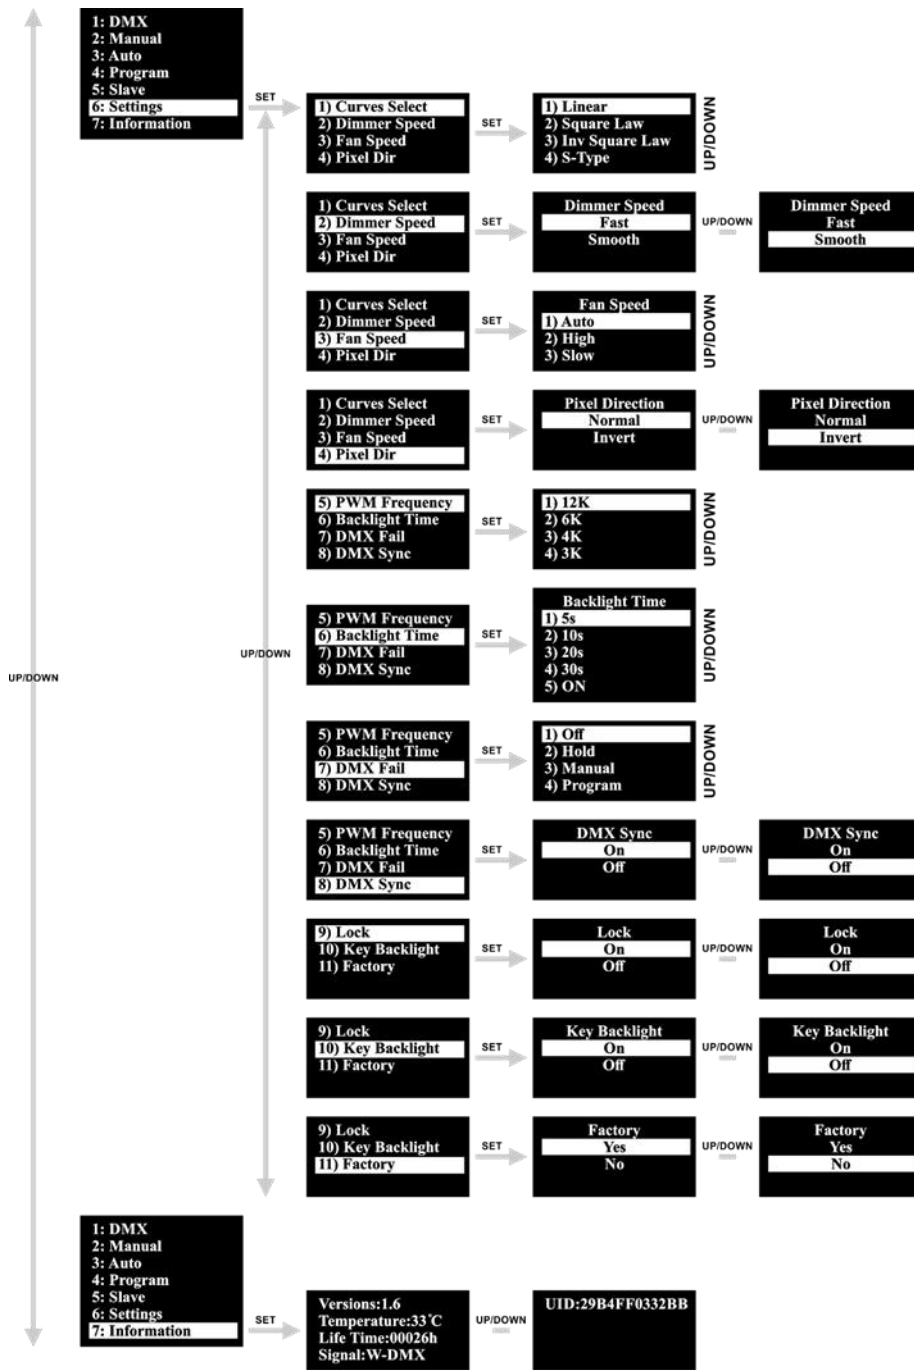 1: DMX
2: Manual
3: Auto
4: Program
5: Slave
6: Settings
7: Information
SET
1) Curves Select
2) Dimmer Speed
3) Fan Speed
4) Pixel Dir
SET
1) Linear
2) Square Law
3) Inv Square Law
4) S-Type
UP/DOWN
1) Curves Select
2) Dimmer Speed
3) Fan Speed
4) Pixel Dir
SET
Dimmer Speed
Fast
Smooth
UP/DOWN
Dimmer Speed
Fast
Smooth
1) Curves Select
2) Dimmer Speed
3) Fan Speed
4) Pixel Dir
SET
Fan Speed
1) Auto
2) High
3) Slow
UP/DOWN
1) Curves Select
2) Dimmer Speed
3) Fan Speed
4) Pixel Dir
SET
Pixel Direction
Normal
Invert
UP/DOWN
Pixel Direction
Normal
Invert
5) PWM Frequency
6) Backlight Time
7) DMX Fail
8) DMX Sync
SET
1) 12K
2) 6K
3) 4K
4) 3K
UP/DOWN
5) PWM Frequency
6) Backlight Time
7) DMX Fail
8) DMX Sync
SET
Backlight Time
1) 5s
2) 10s
3) 20s
4) 30s
5) ON
UP/DOWN
UP/DOWN
UP/DOWN
5) PWM Frequency
6) Backlight Time
7) DMX Fail
8) DMX Sync
SET
1) Off
2) Hold
3) Manual
4) Program
UP/DOWN
5) PWM Frequency
6) Backlight Time
7) DMX Fail
8) DMX Sync
SET
DMX Sync
On
Off
UP/DOWN
DMX Sync
On
Off
9) Lock
10) Key Backlight
11) Factory
SET
Lock
On
Off
UP/DOWN
Lock
On
Off
9) Lock
10) Key Backlight
11) Factory
SET
Key Backlight
On
Off
UP/DOWN
Key Backlight
On
Off
9) Lock
10) Key Backlight
11) Factory
SET
Factory
Yes
No
UP/DOWN
Factory
Yes
No
1: DMX
2: Manual
3: Auto
4: Program
5: Slave
6: Settings
7: Information
SET
Versions:1.6
Temperature:33℃
Life Time:00026h
Signal:W-DMX
UP/DOWN
UID:29B4FF0332BB